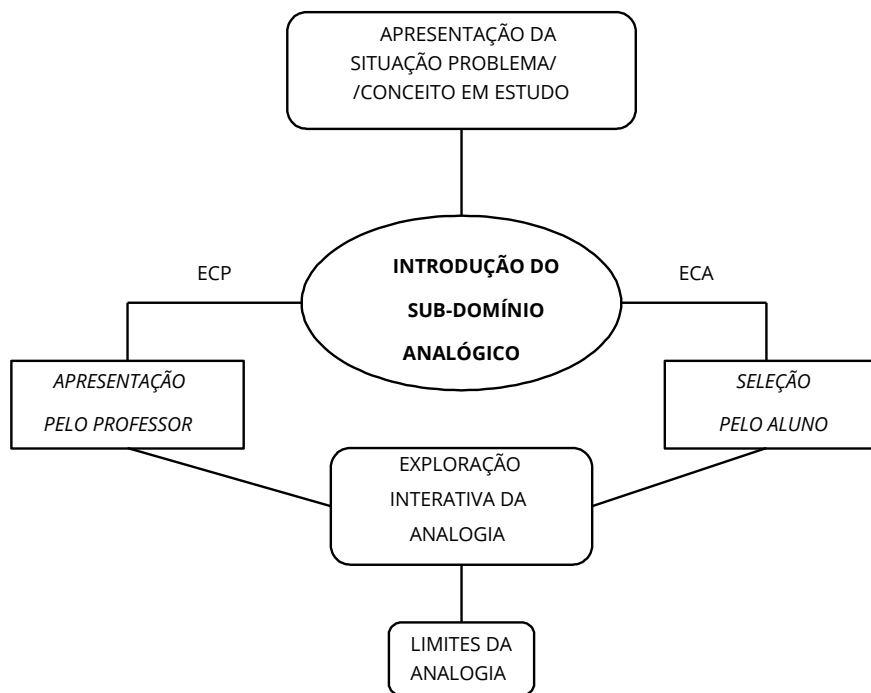 APRESENTAÇÃO DA
SITUAÇÃO PROBLEMA/
/CONCEITO EM ESTUDO
ECP
INTRODUÇÃO DO
SUB-DOMÍNIO
ANALÓGICO
ECA
APRESENTAÇÃO
PELO PROFESSOR
SELEÇÃO
PELO ALUNO
EXPLORAÇÃO
INTERATIVA DA
ANALOGIA
LIMITES DA
ANALOGIA